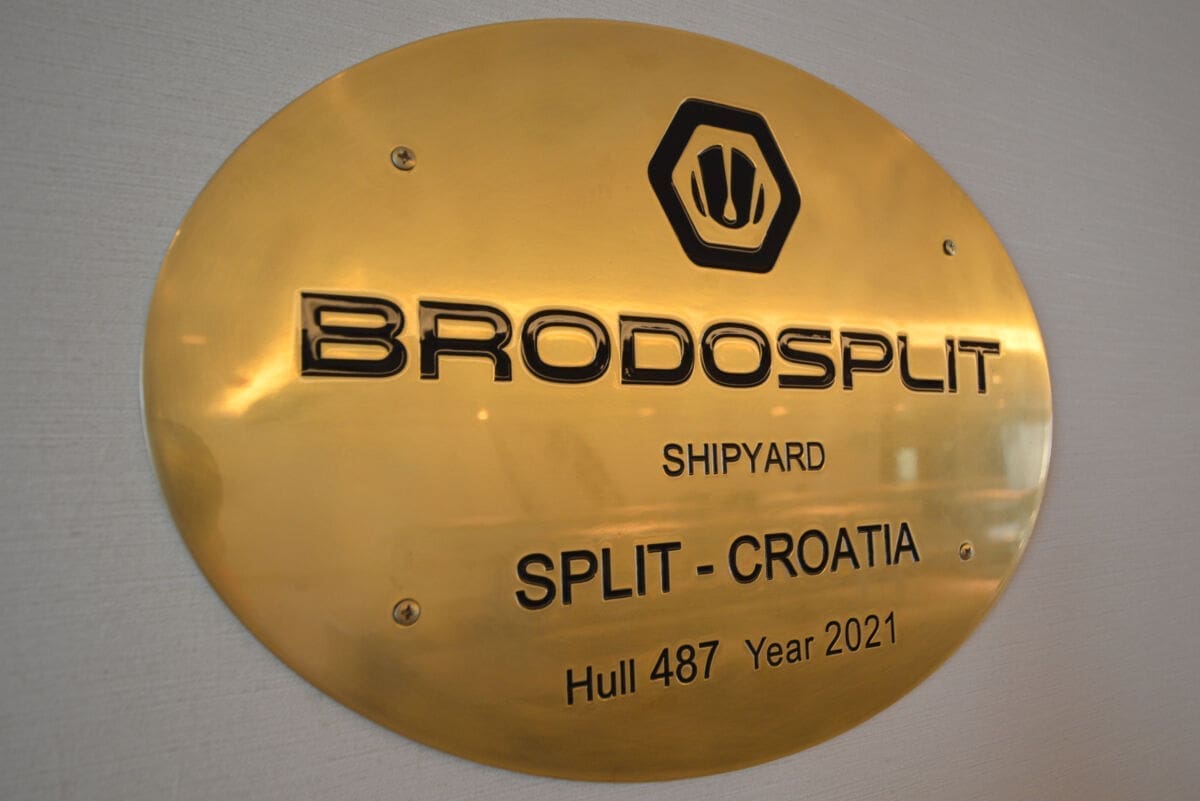 BRODOSPLIT
SHIPYARD
SPLIT - CROATIA
Hull 487 Year 2021